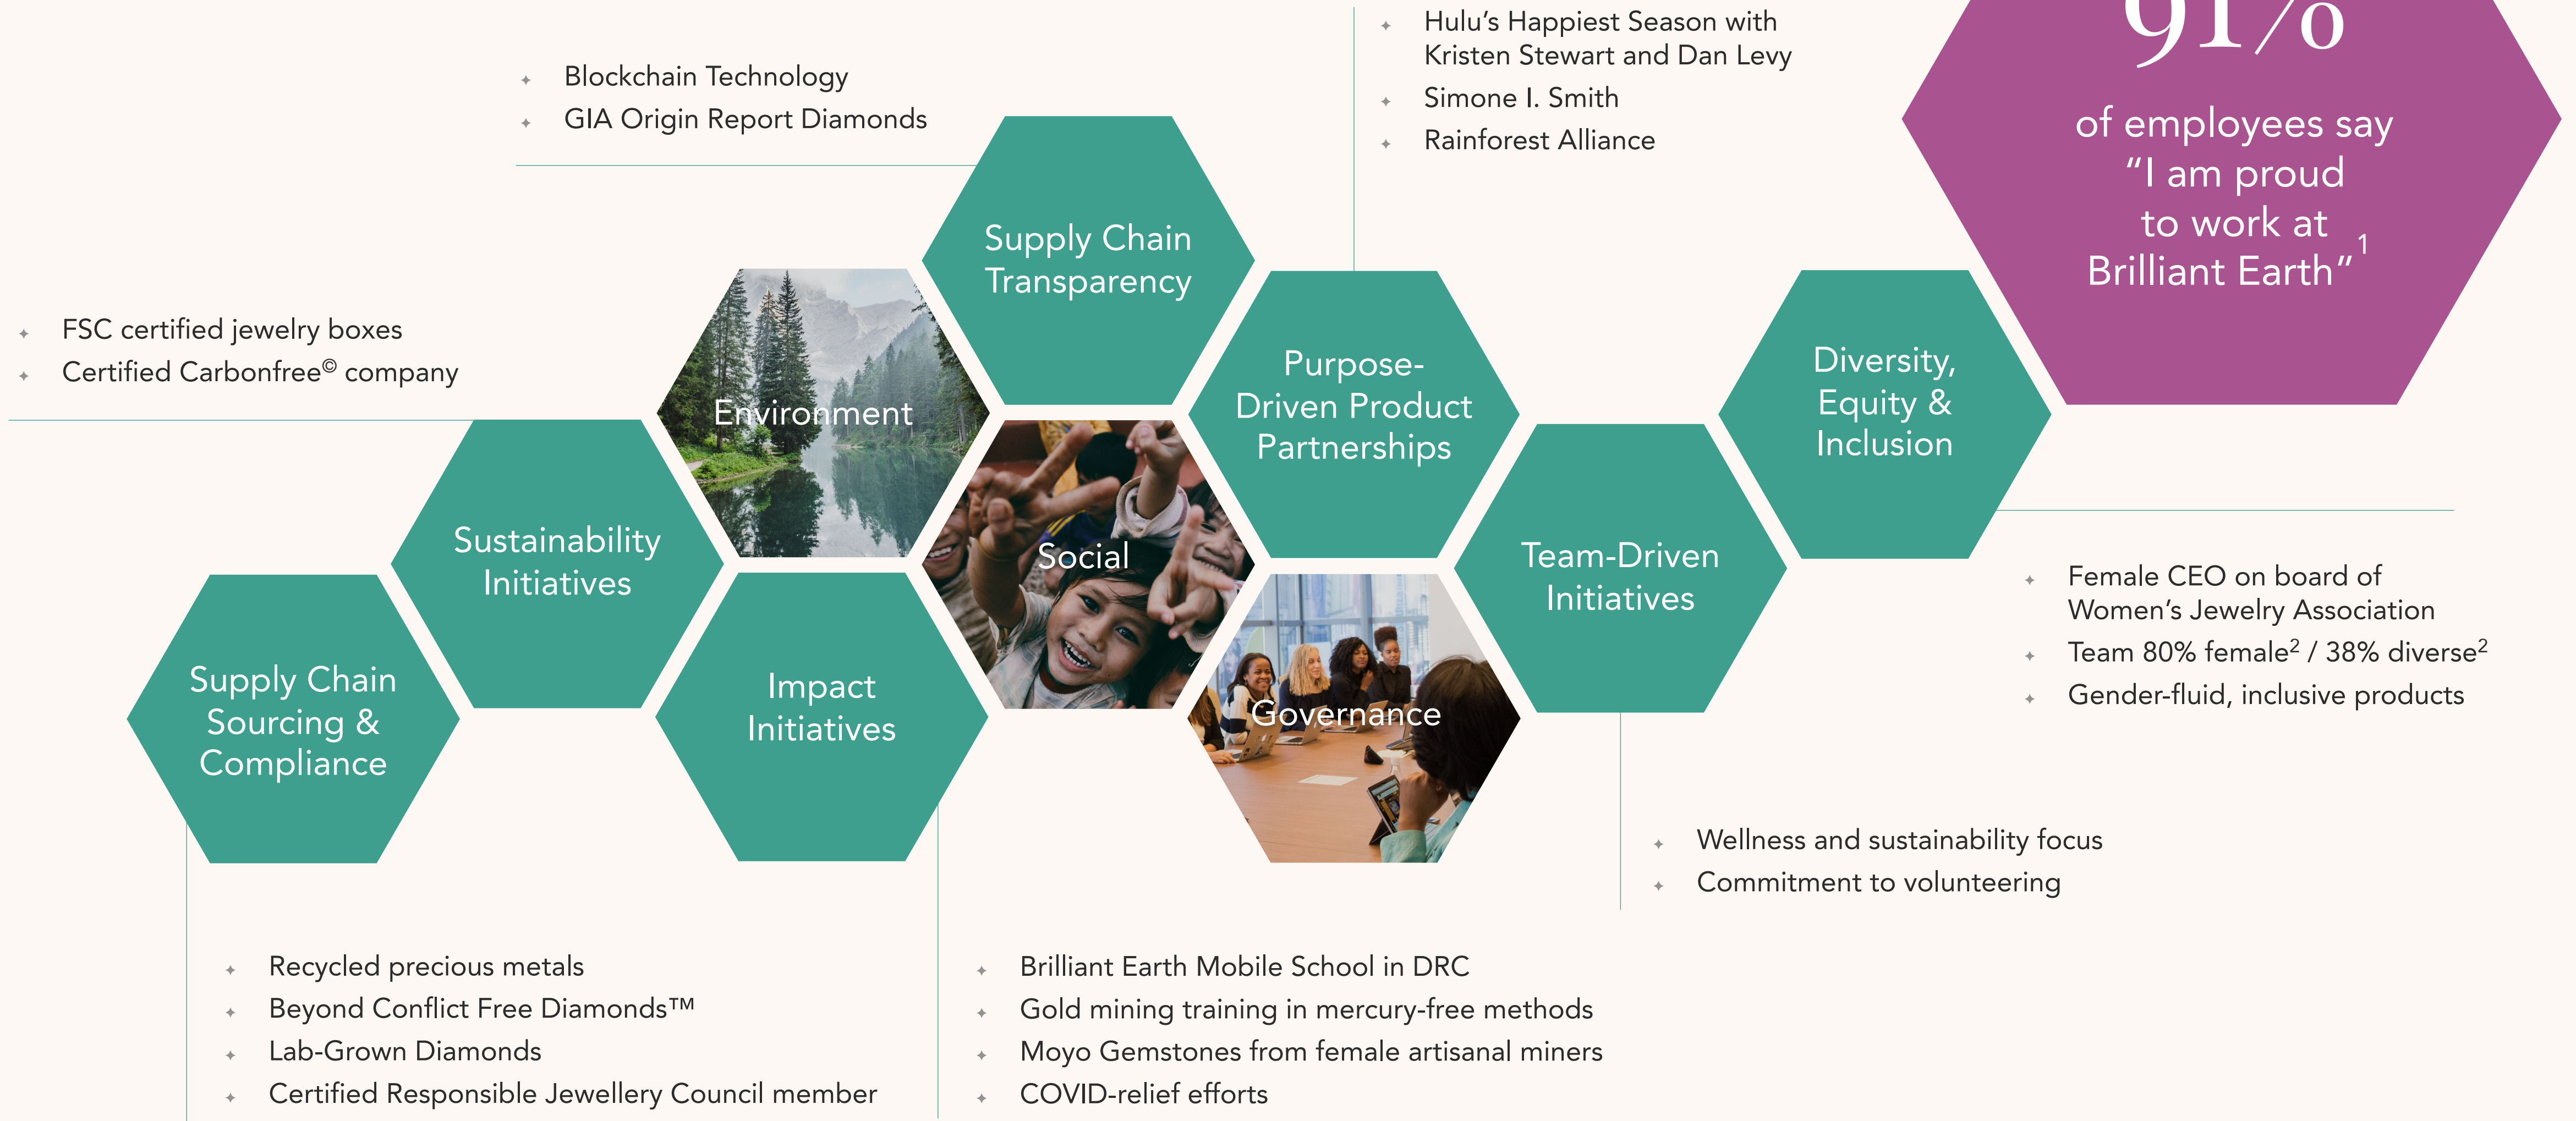 Hulu’s Happiest Season with
Kristen Stewart and Dan Levy
Simone I. Smith
Rainforest Alliance
91%
of employees say
“I am proud
to work at
Brilliant Earth”1
Blockchain Technology
GIA Origin Report Diamonds
Supply Chain
Transparency
FSC certified jewelry boxes
Certified Carbonfree© company
Environment
Purpose-
Driven Product
Partnerships
Diversity,
Equity &
Inclusion
Sustainability
Initiatives
Social
Team-Driven
Initiatives
Female CEO on board of
Women’s Jewelry Association
Team 80% female2 / 38% diverse2
Gender-fluid, inclusive products
Supply Chain
Sourcing &
Compliance
Impact
Initiatives
Governance
Wellness and sustainability focus
Commitment to volunteering
Recycled precious metals
Beyond Conflict Free Diamonds™
Lab-Grown Diamonds
Certified Responsible Jewellery Council member
Brilliant Earth Mobile School in DRC
Gold mining training in mercury-free methods
Moyo Gemstones from female artisanal miners
COVID-relief efforts